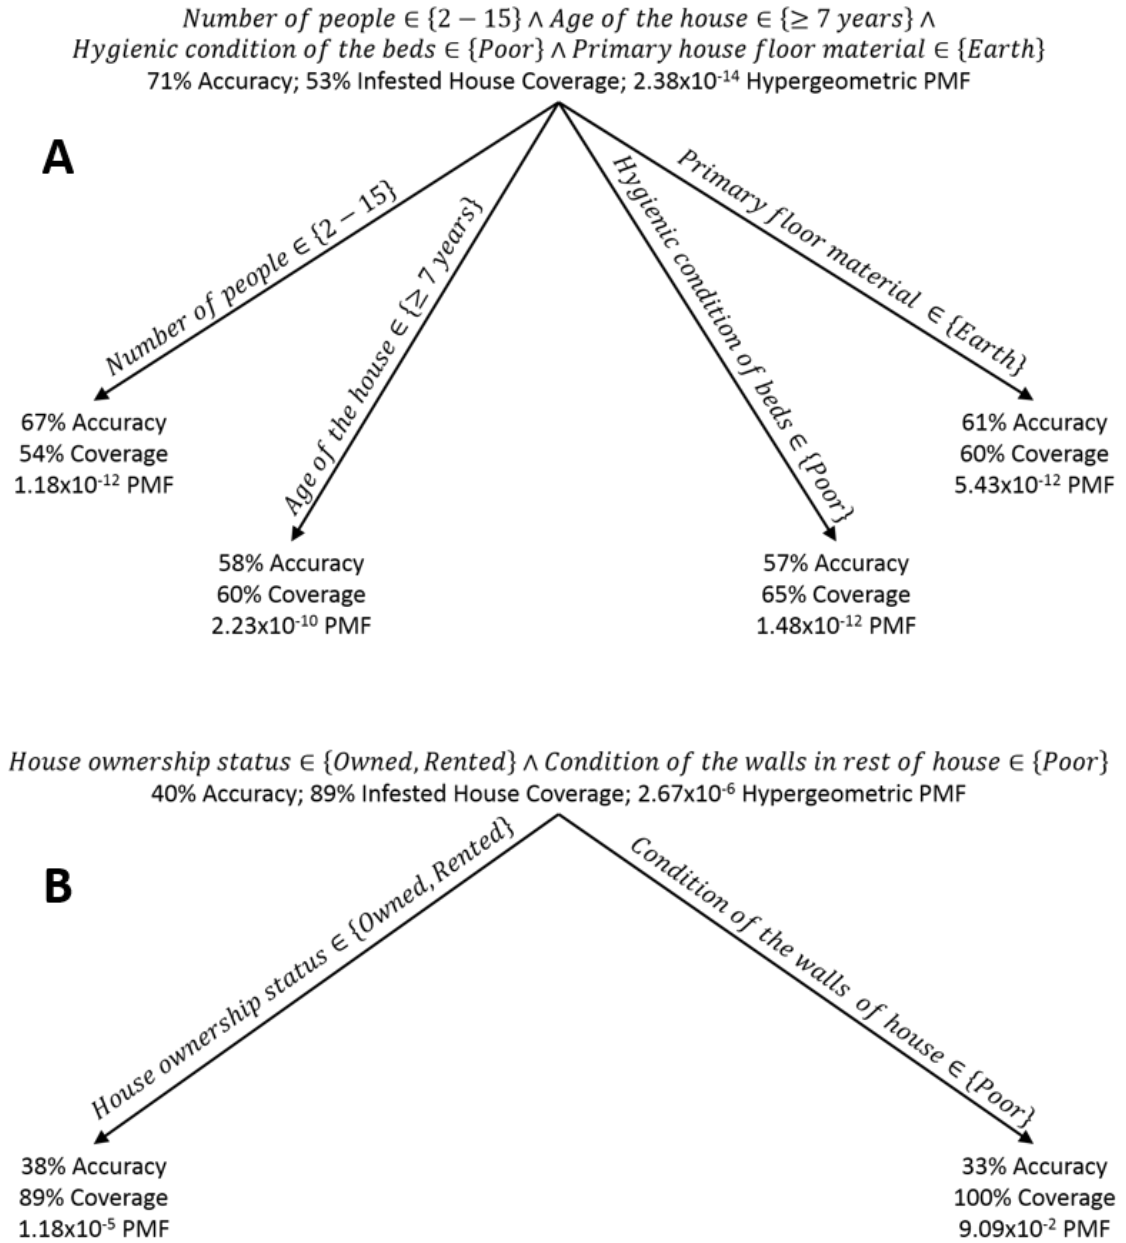 Number of people ∈ {2 − 15} ∧ Age of the house ∈ {≥ 7 years} ∧
Hygienic condition of the beds ∈ {Poor} ∧ Primary house floor material ∈ {Earth}
71% Accuracy; 53% Infested House Coverage; 2.38x10⁻¹⁴ Hypergeometric PMF
A
Number of people ∈ {2 − 15}
Age of the house ∈ {≥ 7 years}
Hygienic condition of beds ∈ {Poor}
Primary floor material ∈ {Earth}
67% Accuracy
54% Coverage
1.18x10⁻¹² PMF
58% Accuracy
60% Coverage
2.23x10⁻¹⁰ PMF
57% Accuracy
65% Coverage
1.48x10⁻¹² PMF
61% Accuracy
60% Coverage
5.43x10⁻¹² PMF
House ownership status ∈ {Owned, Rented} ∧ Condition of the walls in rest of house ∈ {Poor}
40% Accuracy; 89% Infested House Coverage; 2.67x10⁻⁶ Hypergeometric PMF
B
House ownership status ∈ {Owned, Rented}
Condition of the walls of house ∈ {Poor}
38% Accuracy
89% Coverage
1.18x10⁻⁵ PMF
33% Accuracy
100% Coverage
9.09x10⁻² PMF